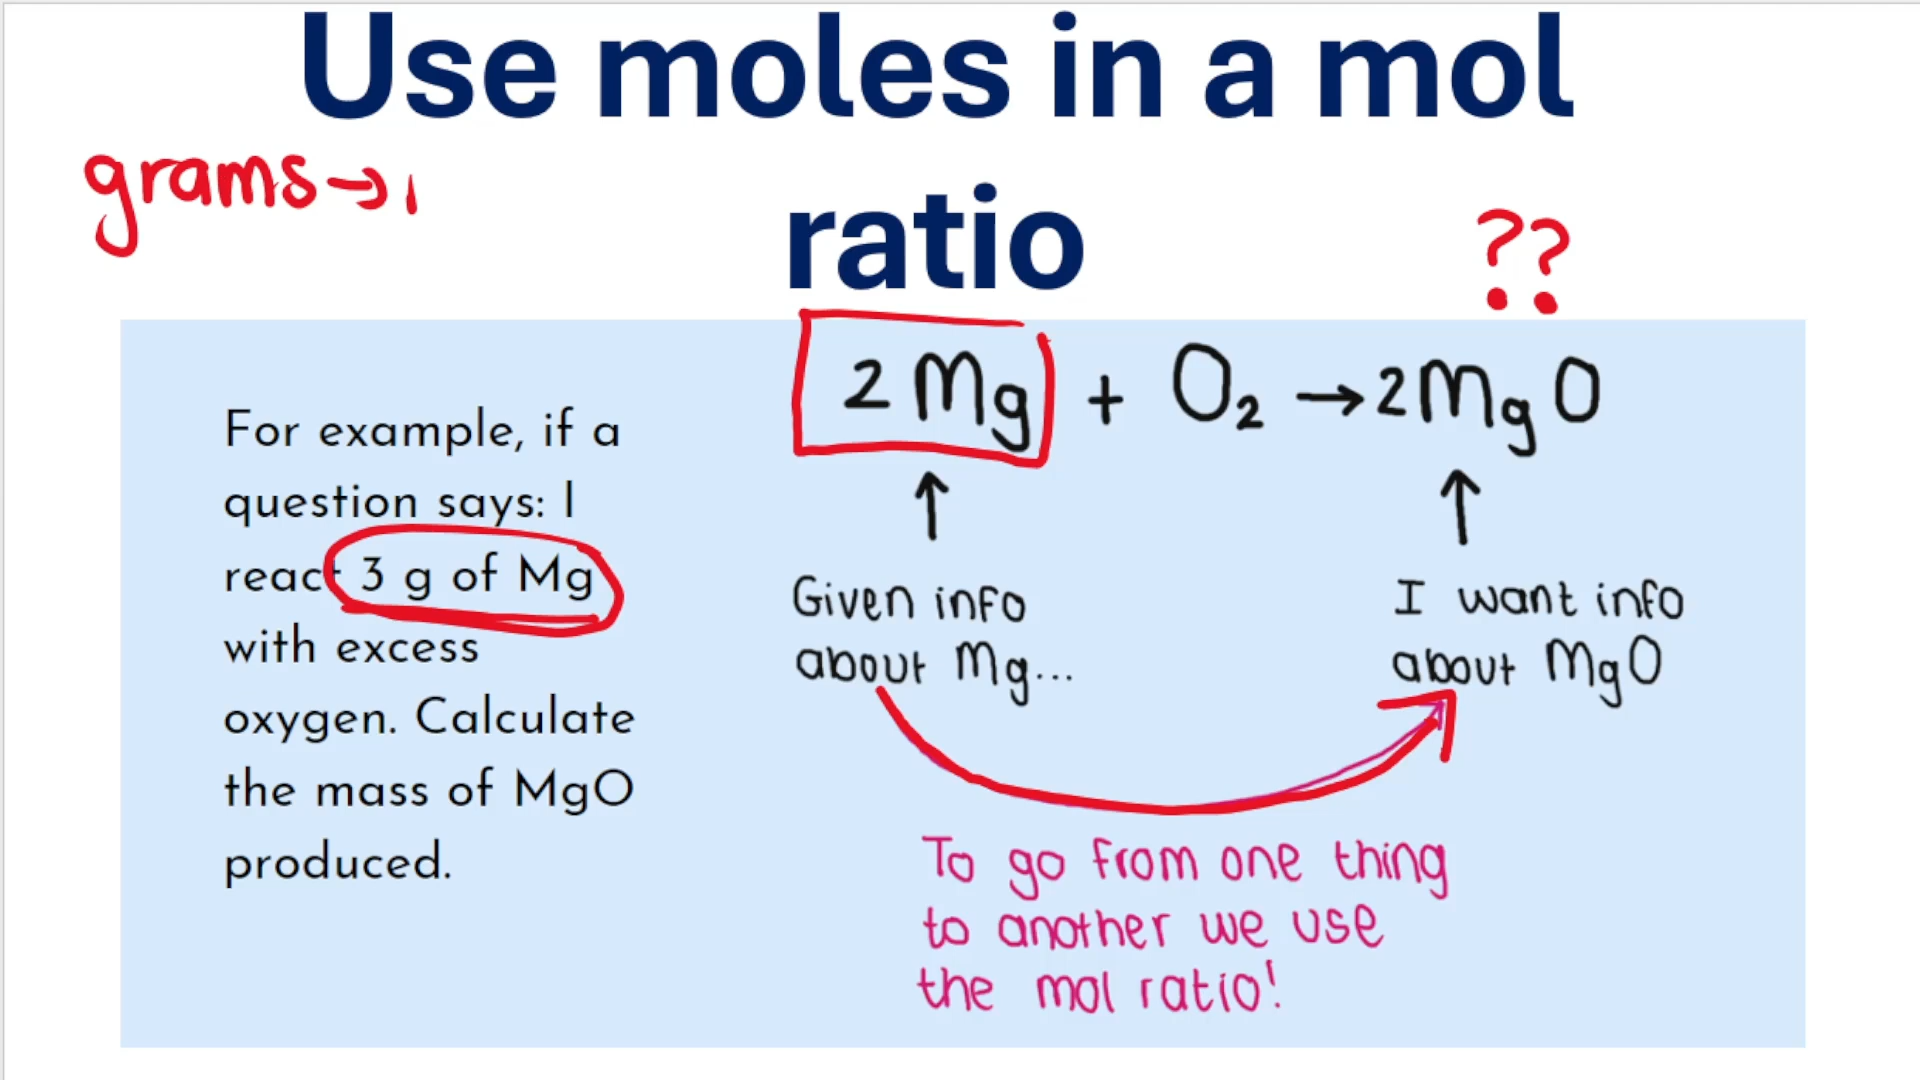 Use moles in a mol
grams→
ratio
??
2Mg + O₂ →2MgO
For example, if a
question says: I
react 3 g of Mg
with excess
oxygen. Calculate
the mass of MgO
produced.
Given info
about Mg...
I want info
about MgO
To go from one thing
to another we use
the mol ratio!